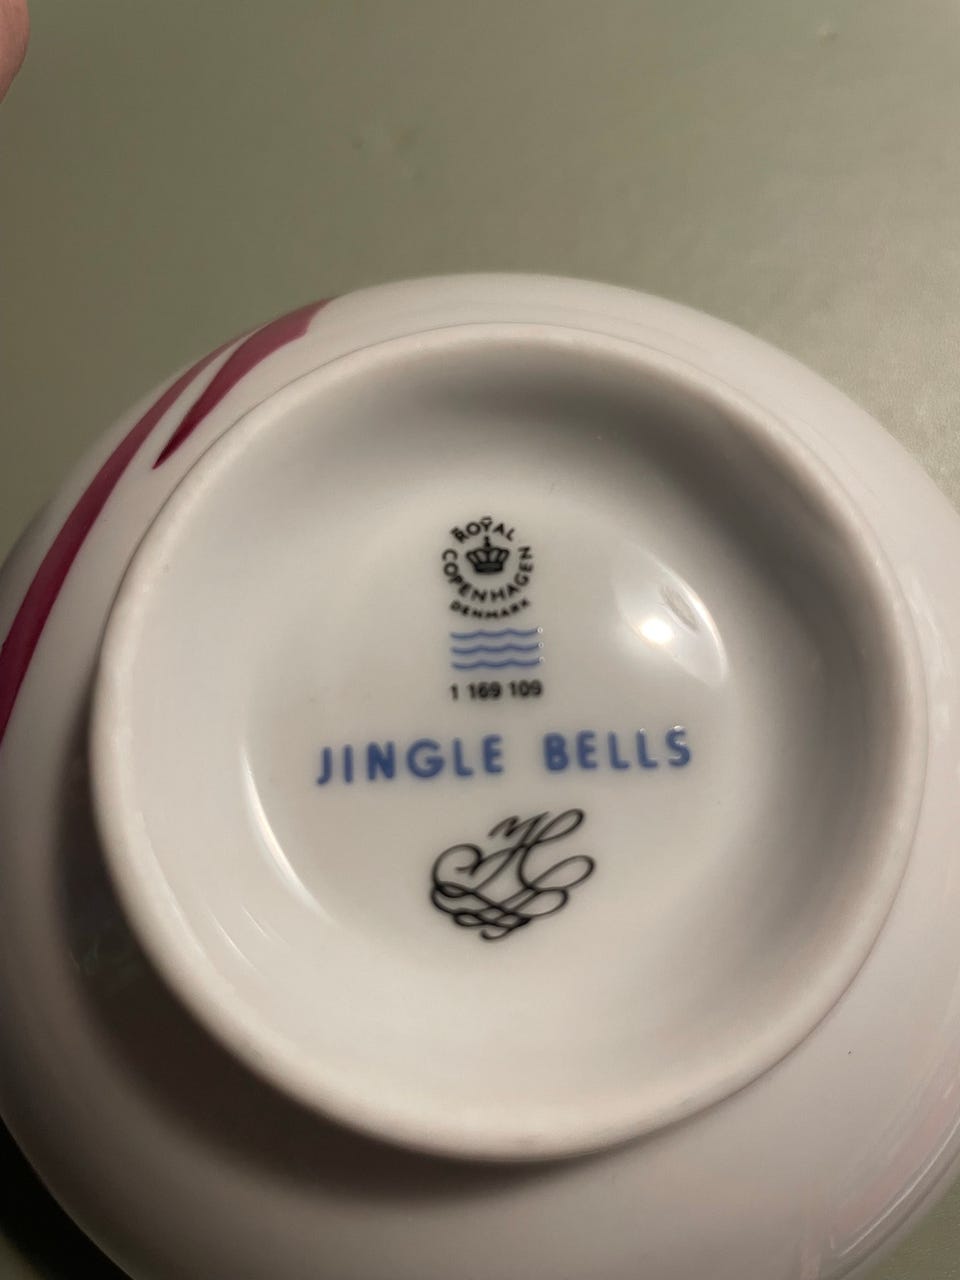 ROYAL
COPENHAGEN
DENMARK
1 169 109
JINGLE BELLS
H